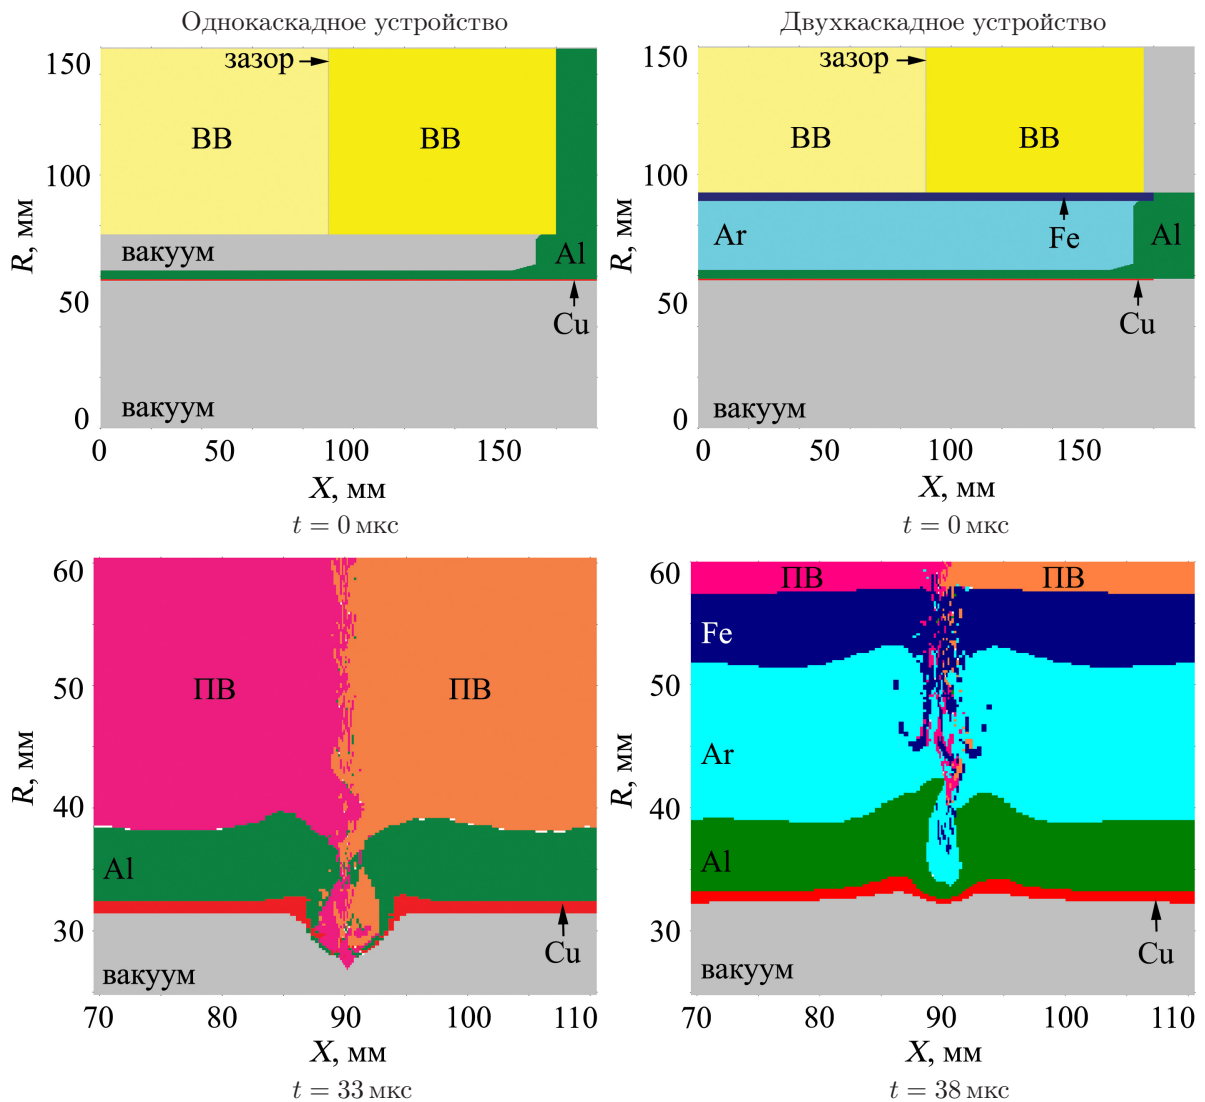 Однокаскадное устройство
150
100
50
0
R, мм
зазор
ВВ
ВВ
вакуум
Al
Cu
вакуум
0
50
100
150
X, мм
t = 0 мкс
Двухкаскадное устройство
150
100
50
0
R, мм
зазор
ВВ
ВВ
Ar
Fe
Al
Cu
вакуум
0
50
100
150
X, мм
t = 0 мкс
60
50
40
30
R, мм
ПВ
ПВ
Al
Cu
вакуум
70
80
90
100
110
X, мм
t = 33 мкс
60
50
40
30
R, мм
ПВ
ПВ
Fe
Ar
Al
Cu
вакуум
70
80
90
100
110
X, мм
t = 38 мкс